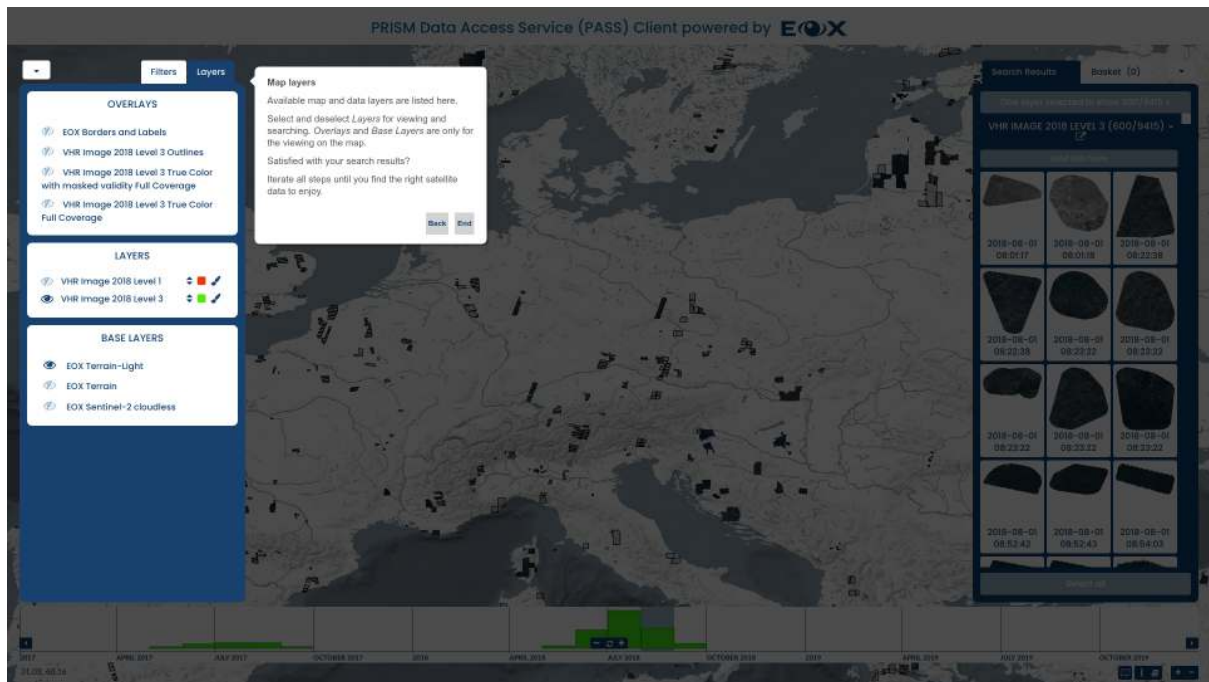 PRISM Data Access Service (PASS) Client powered by EOX
Filters
Layers
OVERLAYS
EOX Borders and Labels
VHR Image 2018 Level 3 Outlines
VHR Image 2018 Level 3 True Color
with masked validity Full Coverage
VHR Image 2018 Level 3 True Color
Full Coverage
LAYERS
VHR Image 2018 Level 1
VHR Image 2018 Level 3
BASE LAYERS
EOX Terrain-Light
EOX Terrain
EOX Sentinel-2 cloudless
Map layers
Available map and data layers are listed here.
Select and deselect Layers for viewing and
searching. Overlays and Base Layers are only for
the viewing on the map.
Satisfied with your search results?
Iterate all steps until you find the right satellite
data to enjoy.
Back End
Search Results
Basket (0)
VHR IMAGE 2018 LEVEL 3 (600/9415)
2018-08-01 2018-08-01 2018-08-01
08:01:17 08:01:18 08:22:38
2018-08-01 2018-08-01 2018-08-01
08:22:38 08:23:22 08:23:22
2018-08-01 2018-08-01 2018-08-01
08:23:22 08:23:22 08:23:22
2018-08-01 2018-08-01 2018-08-01
08:52:42 08:52:43 08:54:03
Select all
2017 APRIL 2017 JULY 2017 OCTOBER 2017 2018 APRIL 2018 JULY 2018 OCTOBER 2018 2019 APRIL 2019 JULY 2019 OCTOBER 2019